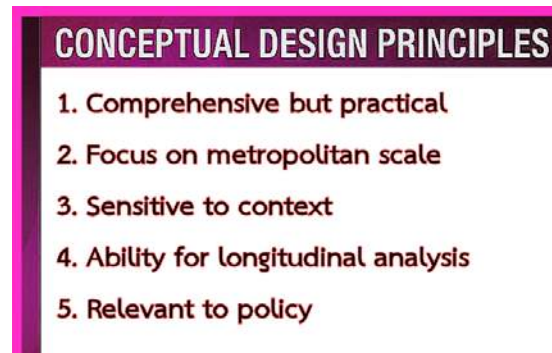 CONCEPTUAL DESIGN PRINCIPLES
1. Comprehensive but practical
2. Focus on metropolitan scale
3. Sensitive to context
4. Ability for longitudinal analysis
5. Relevant to policy